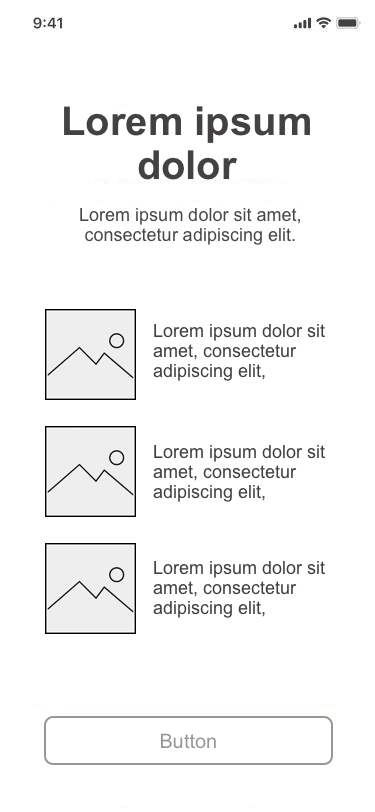 9:41
Lorem ipsum
dolor
Lorem ipsum dolor sit amet,
consectetur adipiscing elit.
Lorem ipsum dolor sit
amet, consectetur
adipiscing elit,
Lorem ipsum dolor sit
amet, consectetur
adipiscing elit,
Lorem ipsum dolor sit
amet, consectetur
adipiscing elit,
Button